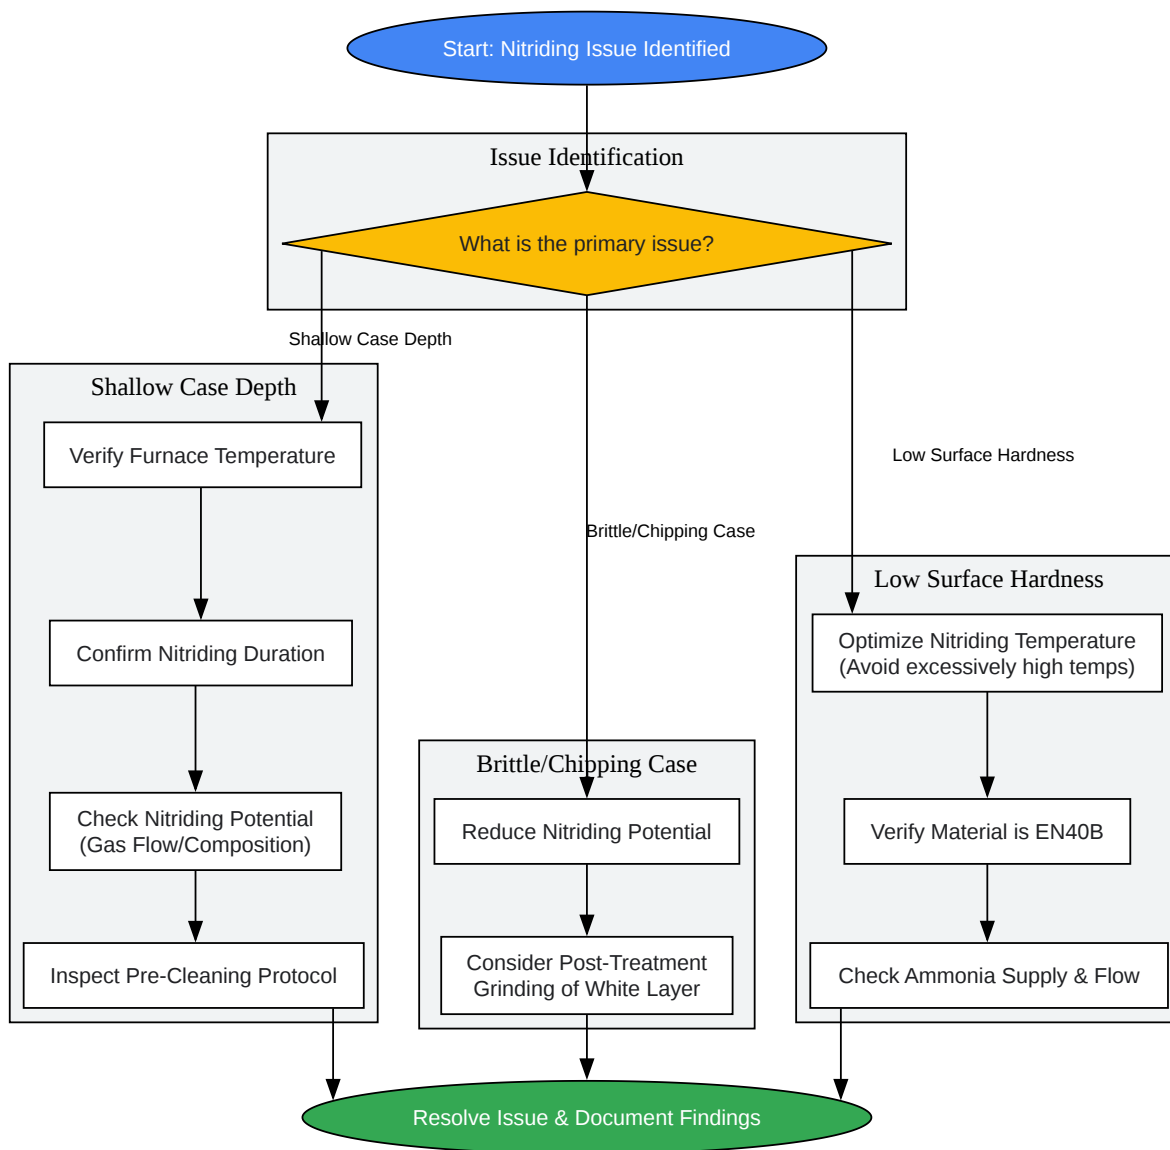 Start: Nitriding Issue Identified
Issue Identification
What is the primary issue?
Shallow Case Depth
Shallow Case Depth
Verify Furnace Temperature
Confirm Nitriding Duration
Check Nitriding Potential
(Gas Flow/Composition)
Inspect Pre-Cleaning Protocol
Brittle/Chipping Case
Brittle/Chipping Case
Reduce Nitriding Potential
Consider Post-Treatment
Grinding of White Layer
Low Surface Hardness
Low Surface Hardness
Optimize Nitriding Temperature
(Avoid excessively high temps)
Verify Material is EN40B
Check Ammonia Supply & Flow
Resolve Issue & Document Findings